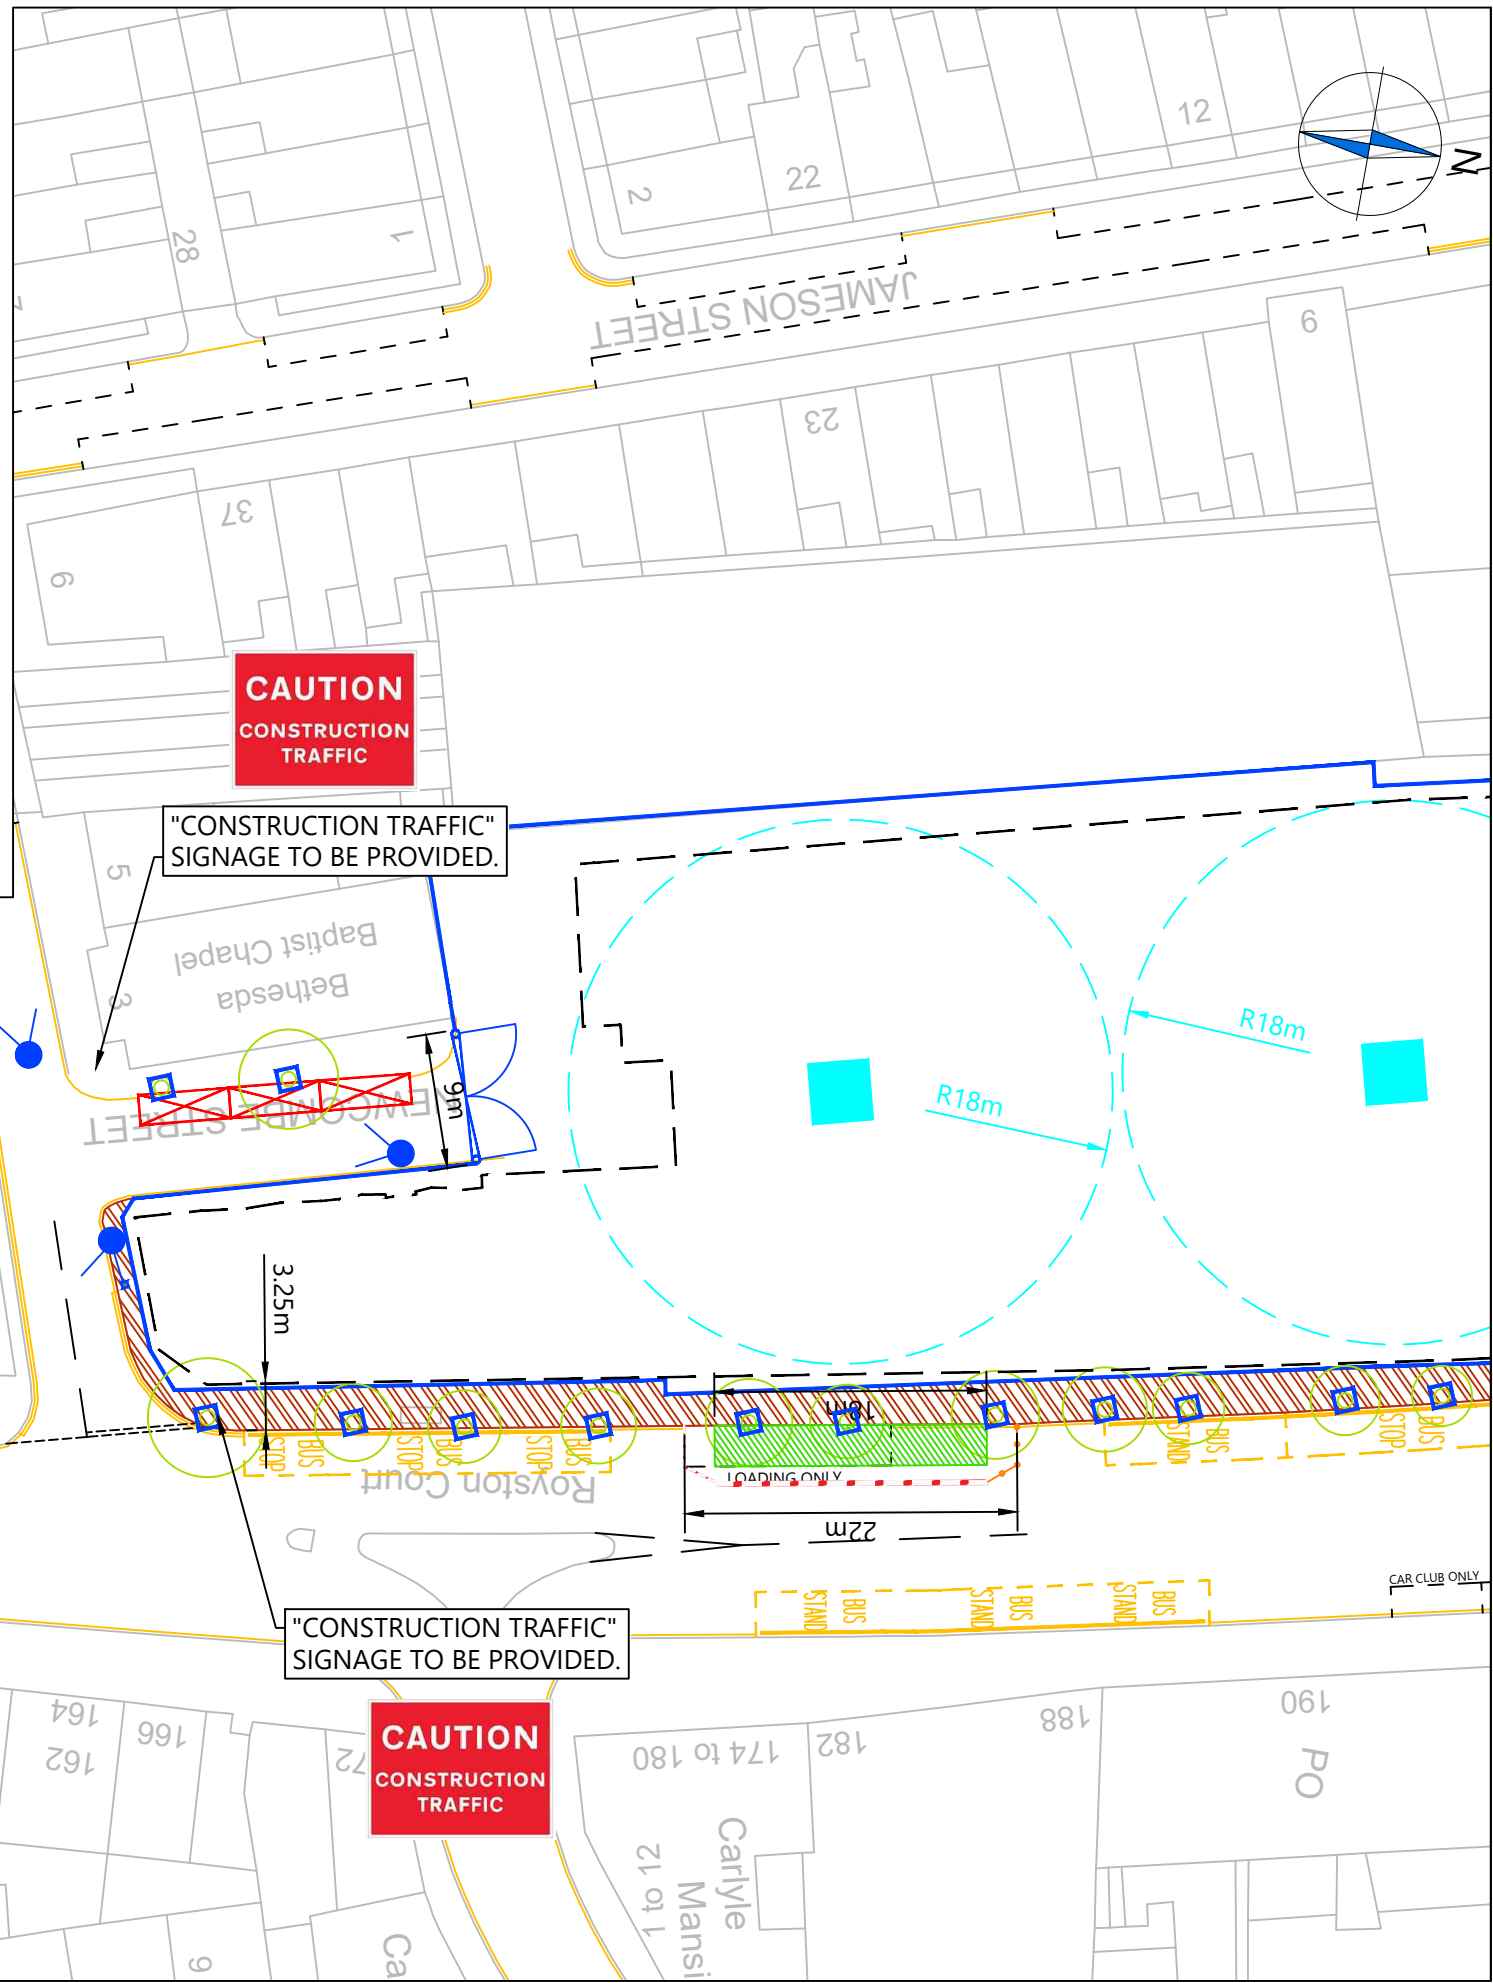 12
22
2
28
1
N
JAMESON STREET
6
23
37
6
CAUTION
CONSTRUCTION
TRAFFIC
"CONSTRUCTION TRAFFIC"
SIGNAGE TO BE PROVIDED.
5
Bethesda
Baptist Chapel
3
R18m
R18m
9m
NEWCOMBE STREET
3.25m
18m
BUS
STOP
BUS
STOP
BUS
STOP
LOADING ONLY
BUS
STAND
BUS
STOP
Royston Court
22m
CAR CLUB ONLY
BUS
STAND
BUS
STAND
BUS
STAND
"CONSTRUCTION TRAFFIC"
SIGNAGE TO BE PROVIDED.
164
162
166
72
CAUTION
CONSTRUCTION
TRAFFIC
174 to 180
182
188
190
PO
Carlyle
Mansi
1 to 12
Ca
9